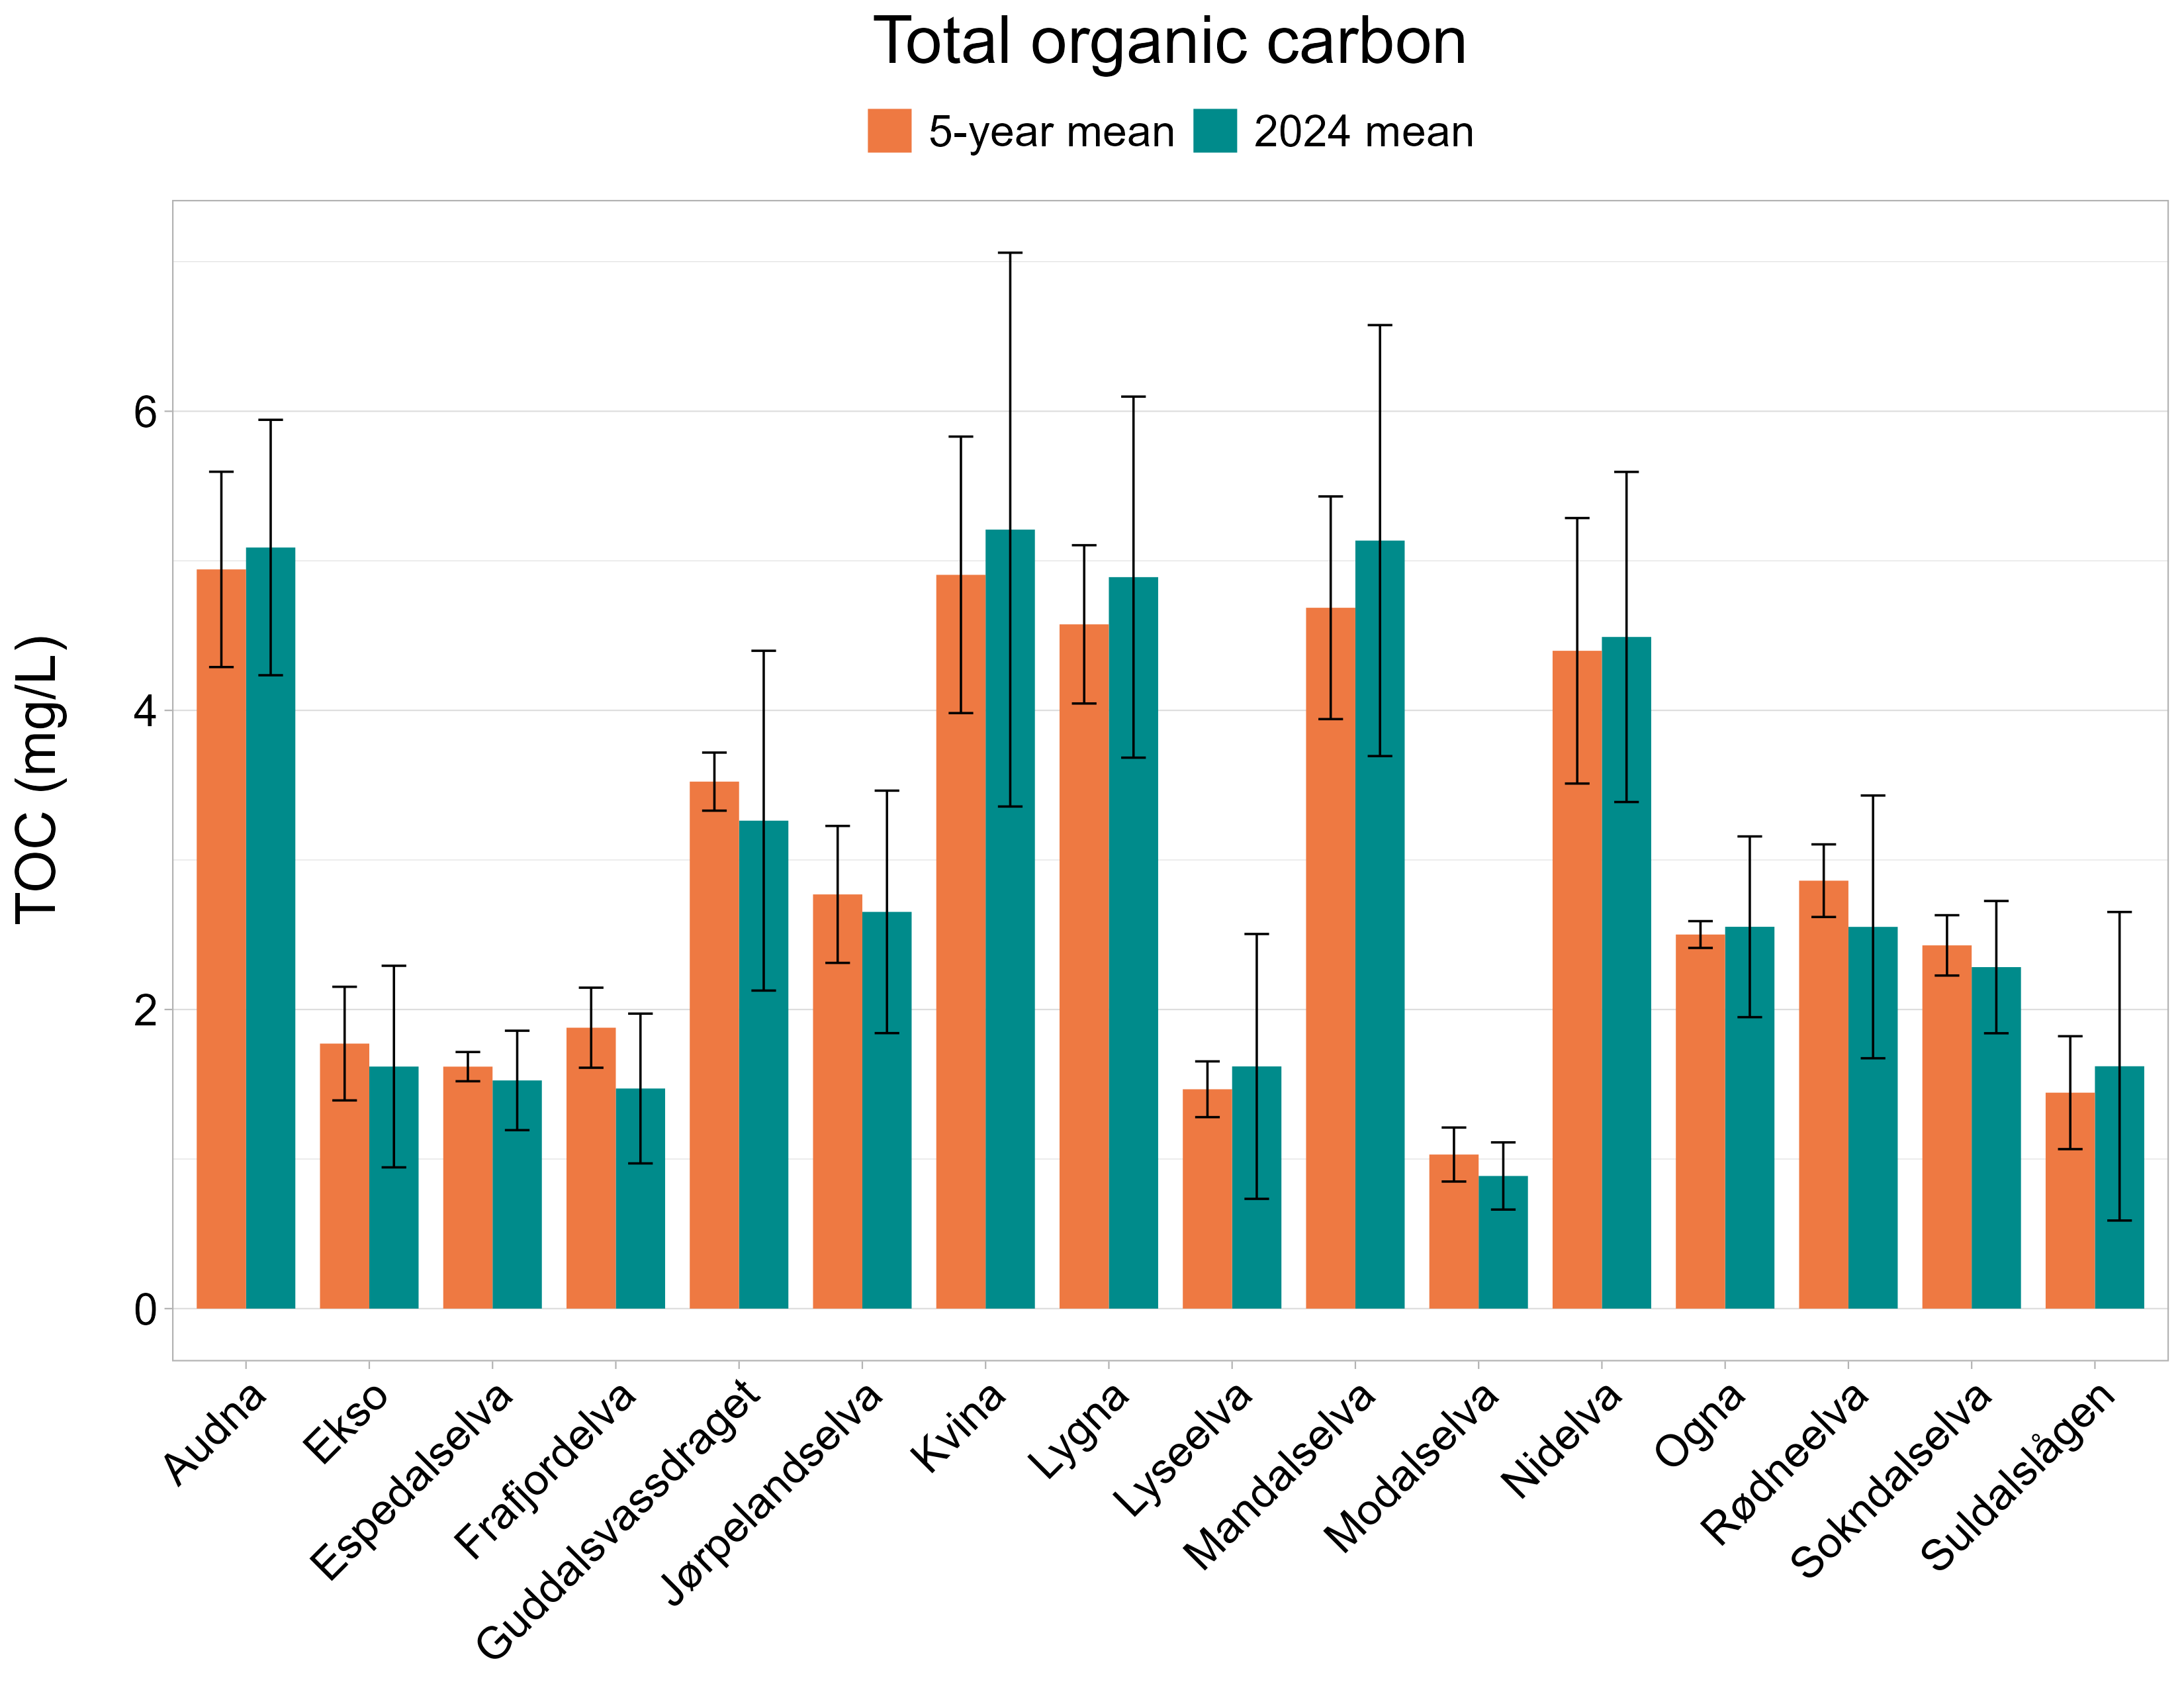 Total organic carbon
5-year mean 2024 mean
TOC (mg/L)
6
4
2
0
Audna
Ekso
Espedalselva
Frafjordelva
Guddalsvassdraget
Jørpelandselva
Kvina
Lygna
Lyseelva
Mandalselva
Modalselva
Nidelva
Ogna
Rødneelva
Sokndalselva
Suldalslågen